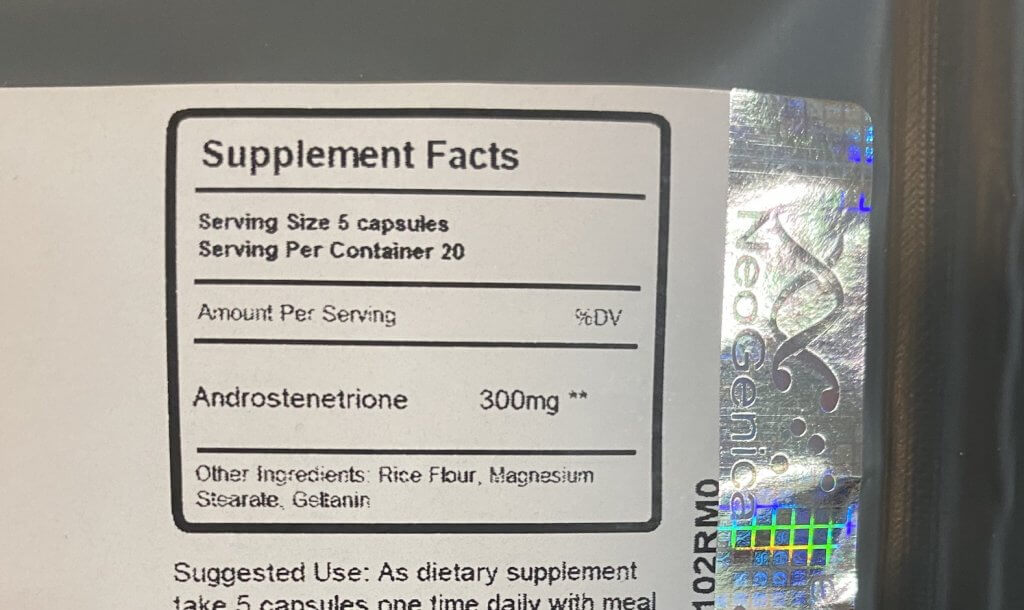 Supplement Facts
Serving Size 5 capsules
Serving Per Container 20
Amount Per Serving %DV
Androstenetrione 300mg **
Other Ingredients: Rice Flour, Magnesium
Stearate, Geltanin
Suggested Use: As dietary supplement
take 5 capsules one time daily with meal
102RM0
NeoGenica